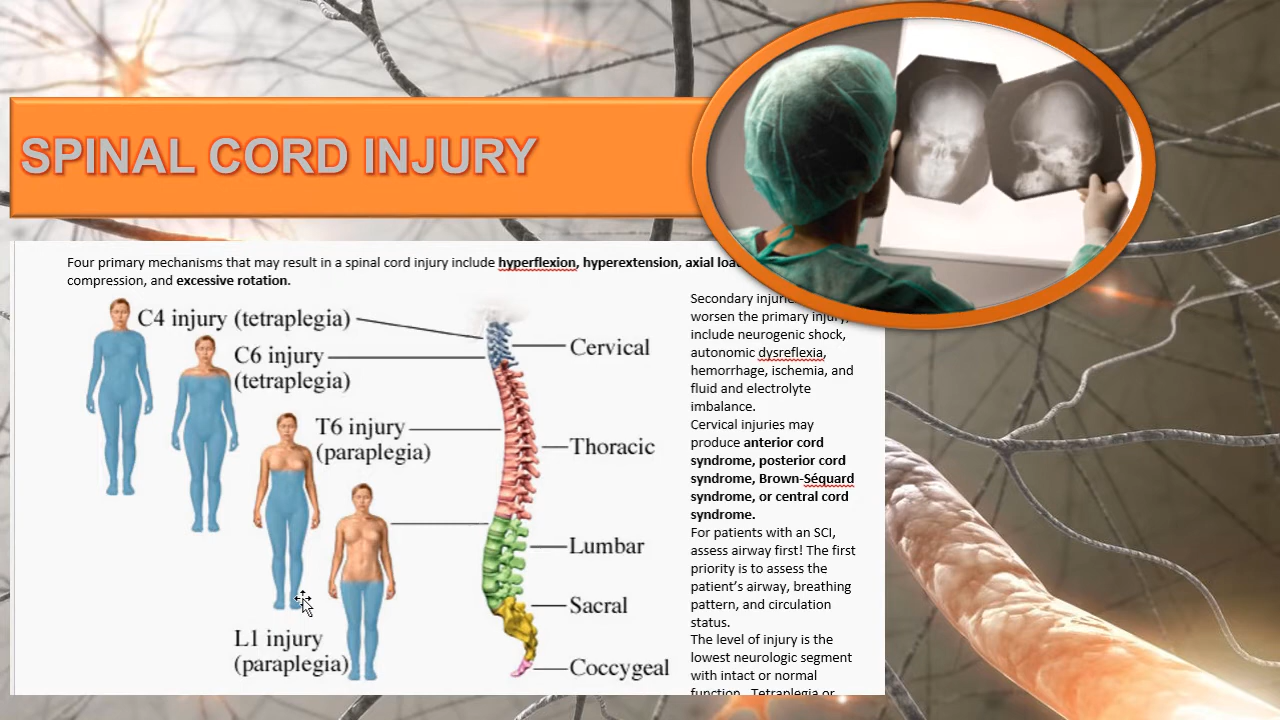 SPINAL CORD INJURY
Four primary mechanisms that may result in a spinal cord injury include hyperflexion, hyperextension, axial
compression, and excessive rotation.
C4 injury (tetraplegia)
C6 injury
(tetraplegia)
T6 injury
(paraplegia)
L1 injury
(paraplegia)
Cervical
Thoracic
Lumbar
Sacral
Coccygeal
Secondary
worsen the primary injury,
include neurogenic shock,
autonomic dysreflexia,
hemorrhage, ischemia, and
fluid and electrolyte
imbalance.
Cervical injuries may
produce anterior cord
syndrome, posterior cord
syndrome, Brown-Séquard
syndrome, or central cord
syndrome.
For patients with an SCI,
assess airway first! The first
priority is to assess the
patient's airway, breathing
pattern, and circulation
status.
The level of injury is the
lowest neurologic segment
with intact or normal
function. Tetraplegia or